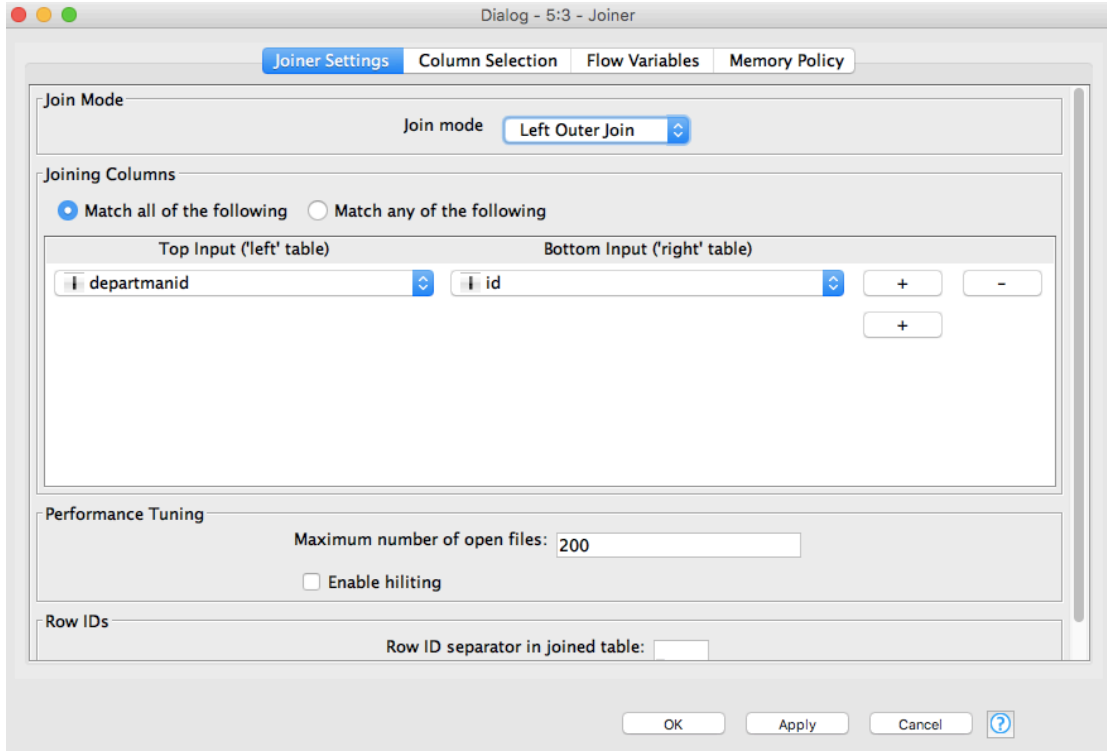 Dialog - 5:3 - Joiner
Joiner Settings Column Selection Flow Variables Memory Policy
Join Mode
Join mode Left Outer Join
Joining Columns
Match all of the following Match any of the following
Top Input ('left' table) Bottom Input ('right' table)
departmanid id + -
+
Performance Tuning
Maximum number of open files: 200
Enable hiliting
Row IDs
Row ID separator in joined table:
OK Apply Cancel ?